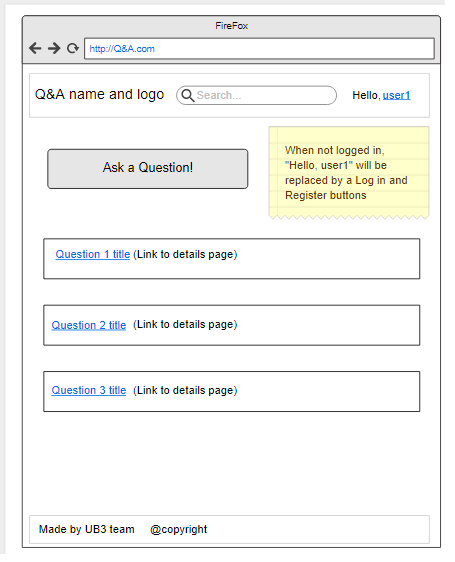 FireFox
http://Q&A.com
Q&A name and logo
Search...
Hello, user1
Ask a Question!
When not logged in,
"Hello, user1" will be
replaced by a Log in and
Register buttons
Question 1 title (Link to details page)
Question 2 title (Link to details page)
Question 3 title (Link to details page)
Made by UB3 team @copyright